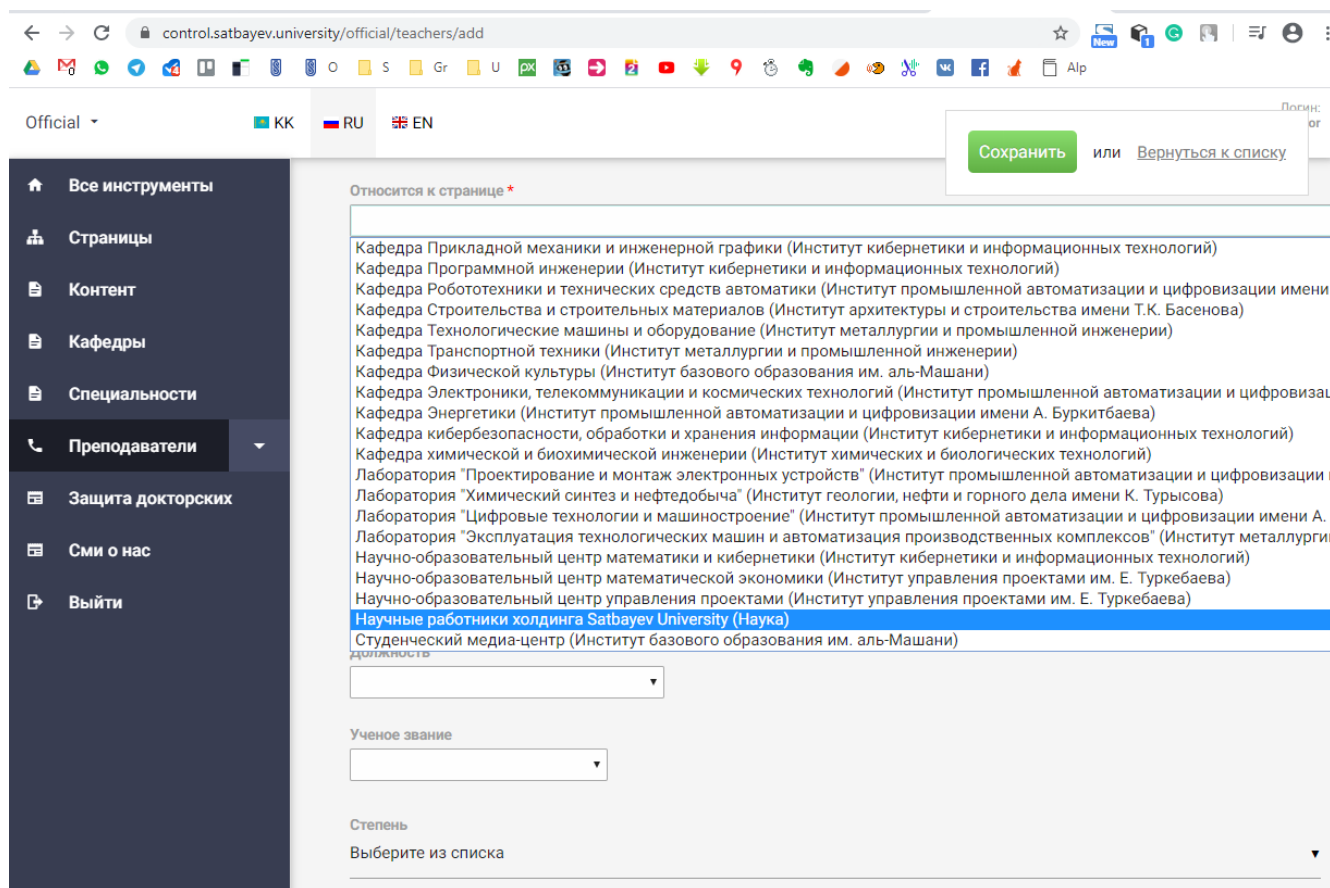 control.satbayev.university/official/teachers/add
New
1
O
S
Gr
U
Alp
Official
KK
RU
EN
Логин:
or
Сохранить или Вернуться к списку
Все инструменты
Страницы
Контент
Кафедры
Специальности
Преподаватели
Защита докторских
Сми о нас
Выйти
Относится к странице *
Кафедра Прикладной механики и инженерной графики (Институт кибернетики и информационных технологий)
Кафедра Программной инженерии (Институт кибернетики и информационных технологий)
Кафедра Робототехники и технических средств автоматики (Институт промышленной автоматизации и цифровизации имени
Кафедра Строительства и строительных материалов (Институт архитектуры и строительства имени Т.К. Басенова)
Кафедра Технологические машины и оборудование (Институт металлургии и промышленной инженерии)
Кафедра Транспортной техники (Институт металлургии и промышленной инженерии)
Кафедра Физической культуры (Институт базового образования им. аль-Машани)
Кафедра Электроники, телекоммуникации и космических технологий (Институт промышленной автоматизации и цифровизац
Кафедра Энергетики (Институт промышленной автоматизации и цифровизации имени А. Буркитбаева)
Кафедра кибербезопасности, обработки и хранения информации (Институт кибернетики и информационных технологий)
Кафедра химической и биохимической инженерии (Институт химических и биологических технологий)
Лаборатория "Проектирование и монтаж электронных устройств" (Институт промышленной автоматизации и цифровизации
Лаборатория "Химический синтез и нефтедобыча" (Институт геологии, нефти и горного дела имени К. Турысова)
Лаборатория "Цифровые технологии и машиностроение" (Институт промышленной автоматизации и цифровизации имени А.
Лаборатория "Эксплуатация технологических машин и автоматизация производственных комплексов" (Институт металлурги
Научно-образовательный центр математики и кибернетики (Институт кибернетики и информационных технологий)
Научно-образовательный центр математической экономики (Институт управления проектами им. Е. Туркебаева)
Научно-образовательный центр управления проектами (Институт управления проектами им. Е. Туркебаева)
Научные работники холдинга Satbayev University (Наука)
Студенческий медиа-центр (Институт базового образования им. аль-Машани)
Должность
Ученое звание
Степень
Выберите из списка